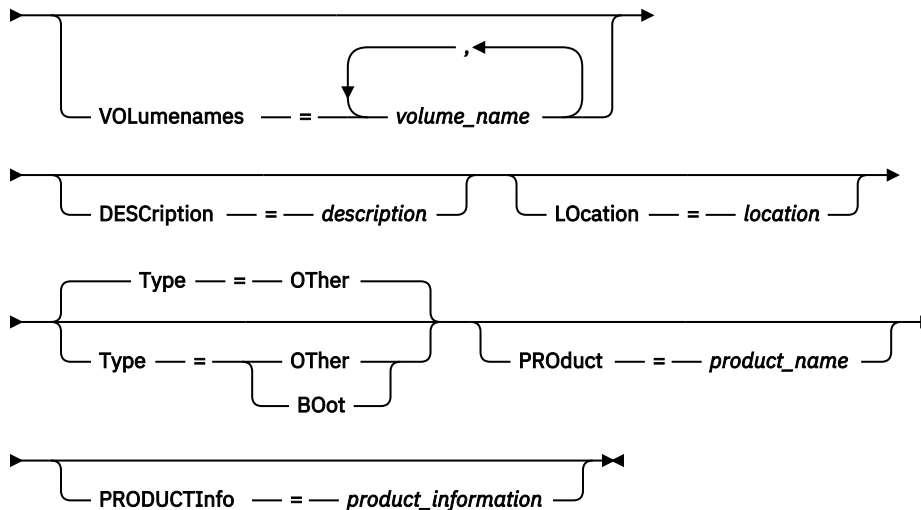 ,
VOLumenames = volume_name
DESCription = description LOcation = location
Type = OTher
Type = OTher PROduct = product_name
BOot
PRODUCTInfo = product_information